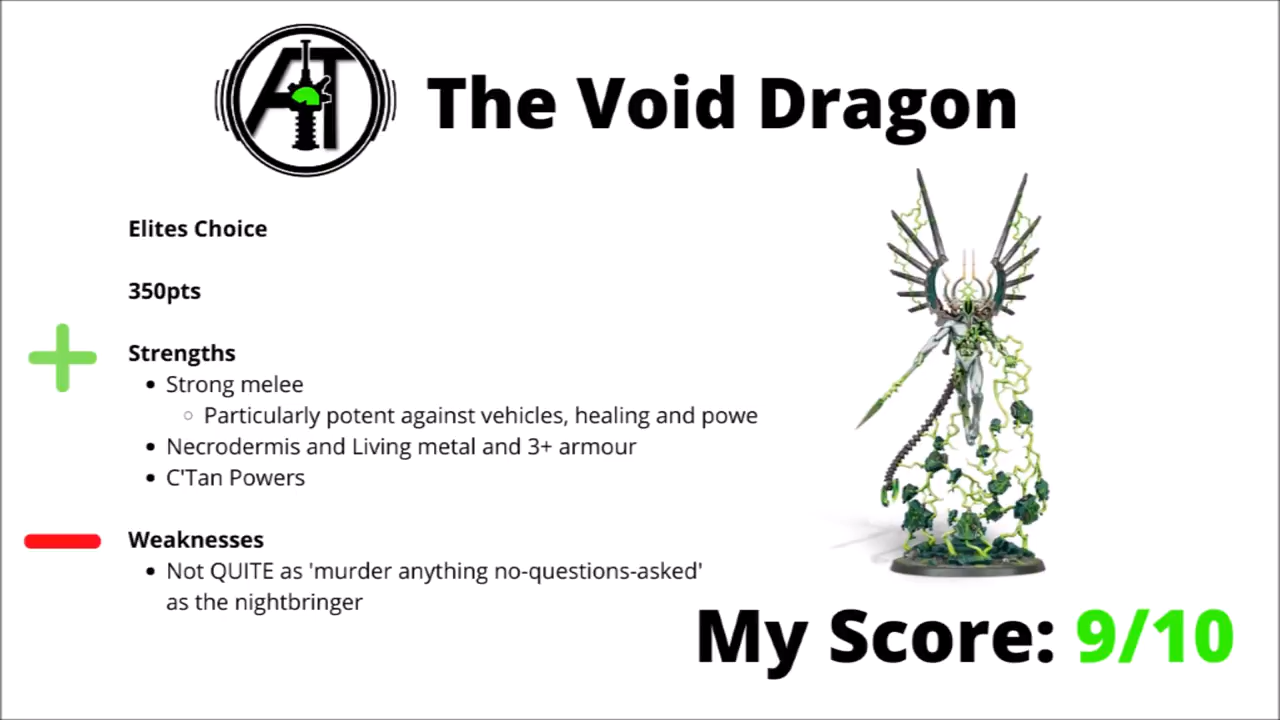 AT
The Void Dragon
Elites Choice
350pts
Strengths
• Strong melee
○ Particularly potent against vehicles, healing and powe
• Necrodermis and Living metal and 3+ armour
• C'Tan Powers
Weaknesses
• Not QUITE as 'murder anything no-questions-asked'
as the nightbringer
My Score: 9/10